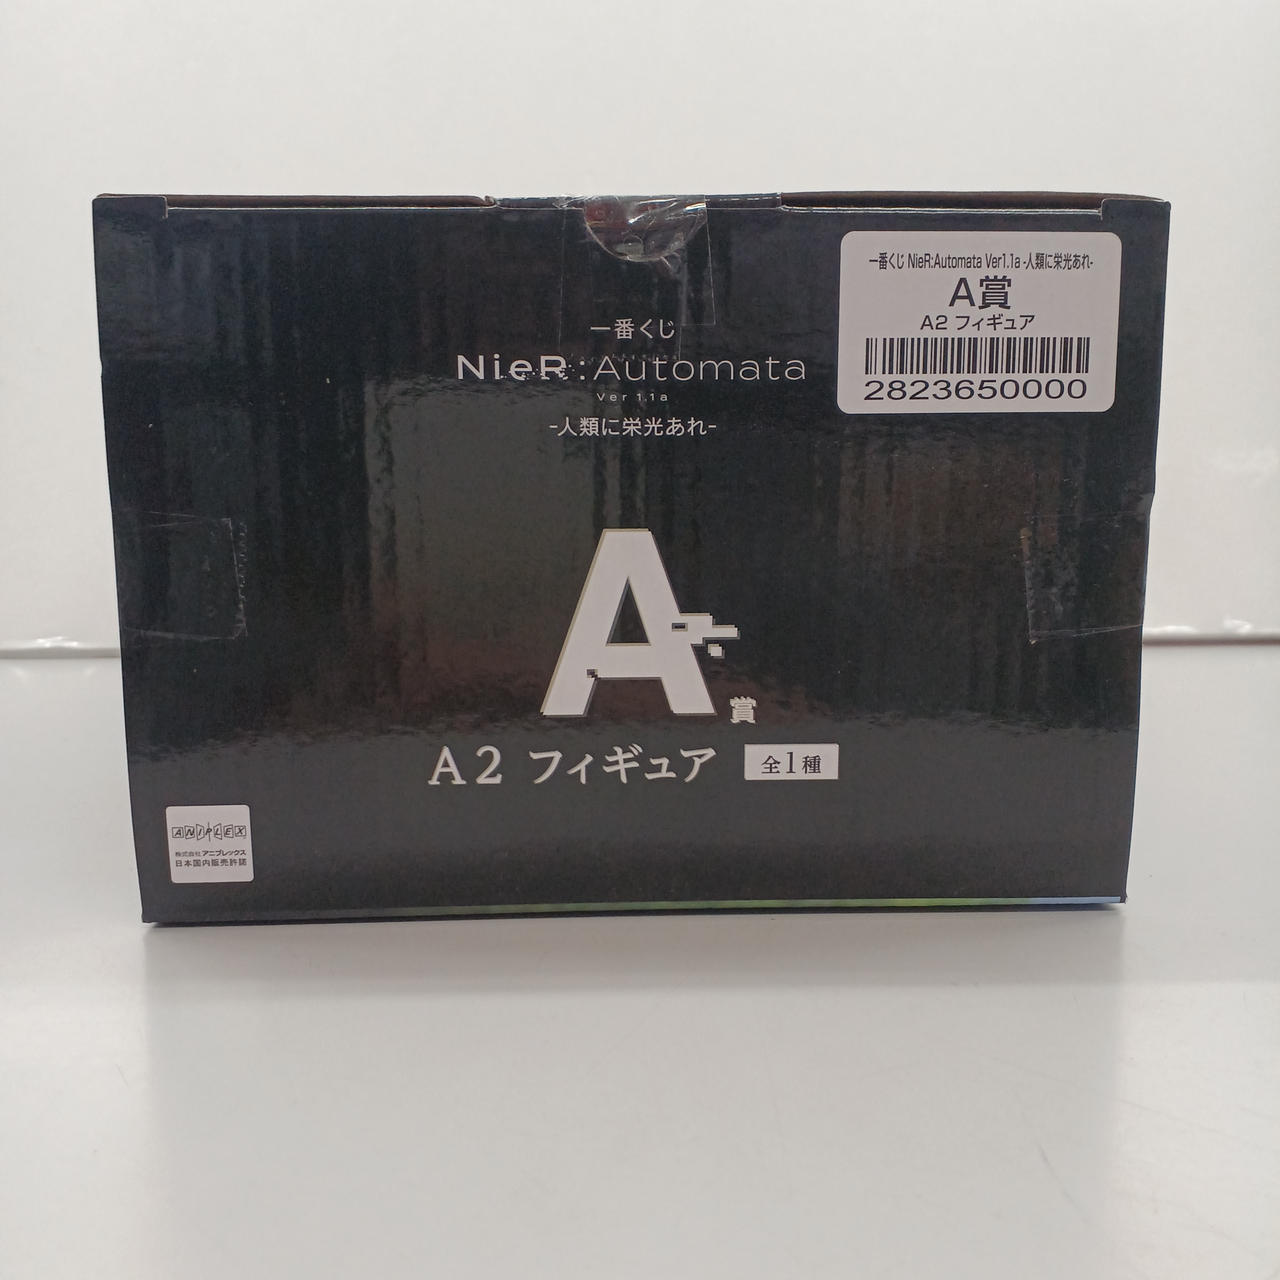 一番くじ NieR:Automata Ver1.1a -人類に栄光あれ-
A賞
A2 フィギュア
2823650000
一番くじ
NieR:Automata
Ver 1.1a
-人類に栄光あれ-
A賞
A2 フィギュア 全1種
ANIPLEX
株式会社アニプレックス
日本国内販売許諾